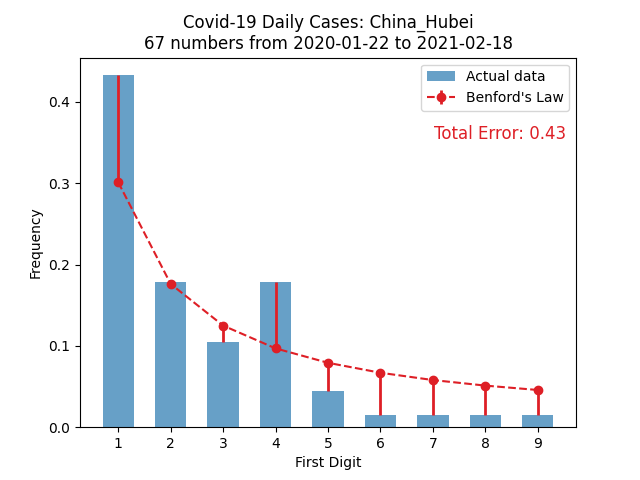 Covid-19 Daily Cases: China_Hubei
67 numbers from 2020-01-22 to 2021-02-18
Actual data
Benford's Law
Total Error: 0.43
Frequency
0.4
0.3
0.2
0.1
0.0
1 2 3 4 5 6 7 8 9
First Digit